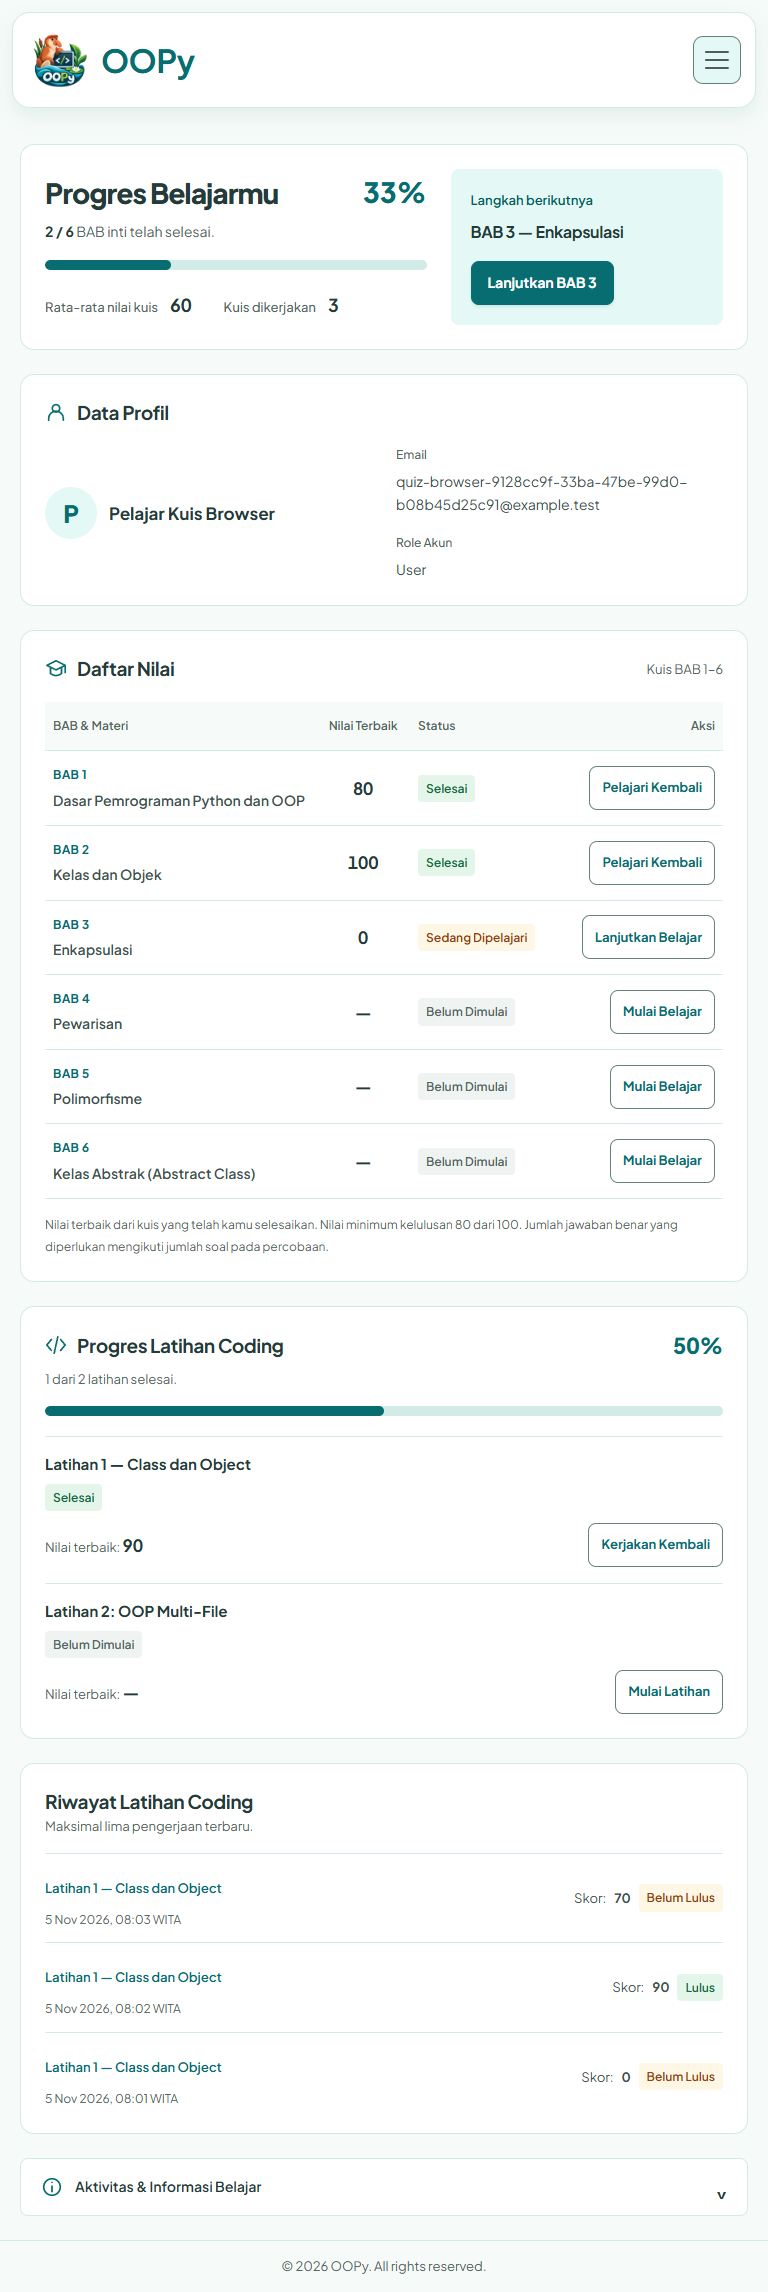 OOPy
OOPy
Progres Belajarmu
33%
2 / 6 BAB inti telah selesai.
Rata-rata nilai kuis 60
Kuis dikerjakan 3
Langkah berikutnya
BAB 3 — Enkapsulasi
Lanjutkan BAB 3
Data Profil
P
Pelajar Kuis Browser
Email
quiz-browser-9128cc9f-33ba-47be-99d0-
b08b45d25c91@example.test
Role Akun
User
Daftar Nilai
Kuis BAB 1–6
BAB & Materi Nilai Terbaik Status Aksi
BAB 1
Dasar Pemrograman Python dan OOP
80
Selesai
Pelajari Kembali
BAB 2
Kelas dan Objek
100
Selesai
Pelajari Kembali
BAB 3
Enkapsulasi
0
Sedang Dipelajari
Lanjutkan Belajar
BAB 4
Pewarisan
—
Belum Dimulai
Mulai Belajar
BAB 5
Polimorfisme
—
Belum Dimulai
Mulai Belajar
BAB 6
Kelas Abstrak (Abstract Class)
—
Belum Dimulai
Mulai Belajar
Nilai terbaik dari kuis yang telah kamu selesaikan. Nilai minimum kelulusan 80 dari 100. Jumlah jawaban benar yang
diperlukan mengikuti jumlah soal pada percobaan.
Progres Latihan Coding
50%
1 dari 2 latihan selesai.
Latihan 1 — Class dan Object
Selesai
Nilai terbaik: 90
Kerjakan Kembali
Latihan 2: OOP Multi-File
Belum Dimulai
Nilai terbaik: —
Mulai Latihan
Riwayat Latihan Coding
Maksimal lima pengerjaan terbaru.
Latihan 1 — Class dan Object
5 Nov 2026, 08:03 WITA
Skor: 70 Belum Lulus
Latihan 1 — Class dan Object
5 Nov 2026, 08:02 WITA
Skor: 90 Lulus
Latihan 1 — Class dan Object
5 Nov 2026, 08:01 WITA
Skor: 0 Belum Lulus
Aktivitas & Informasi Belajar
v
© 2026 OOPy. All rights reserved.